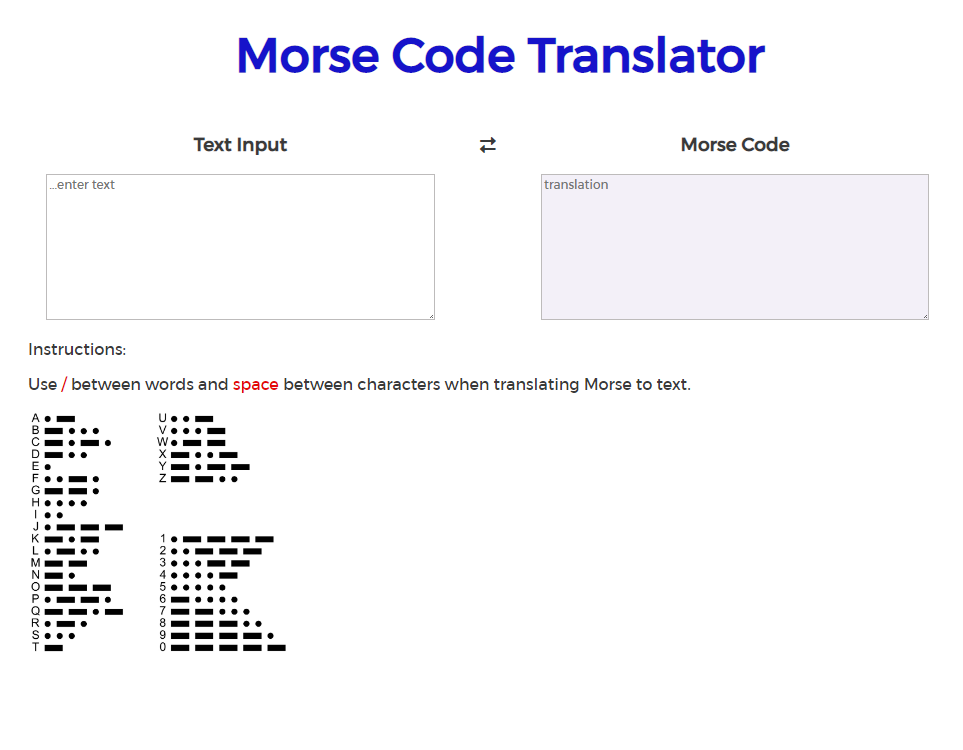 Morse Code Translator
Text Input ⇄ Morse Code
...enter text
translation
Instructions:
Use / between words and space between characters when translating Morse to text.
A • —
B — • • •
C — • — •
D — • •
E •
F • • — •
G — — •
H • • • •
I • •
J • — — —
K — • —
L • — • •
M — —
N — •
O — — —
P • — — •
Q — — • —
R • — •
S • • •
T —
U • • —
V • • • —
W • — —
X — • • —
Y — • — —
Z — — • •
1 • — — — —
2 • • — — —
3 • • • — —
4 • • • • —
5 • • • • •
6 — • • • •
7 — — • • •
8 — — — • •
9 — — — — •
0 — — — — —